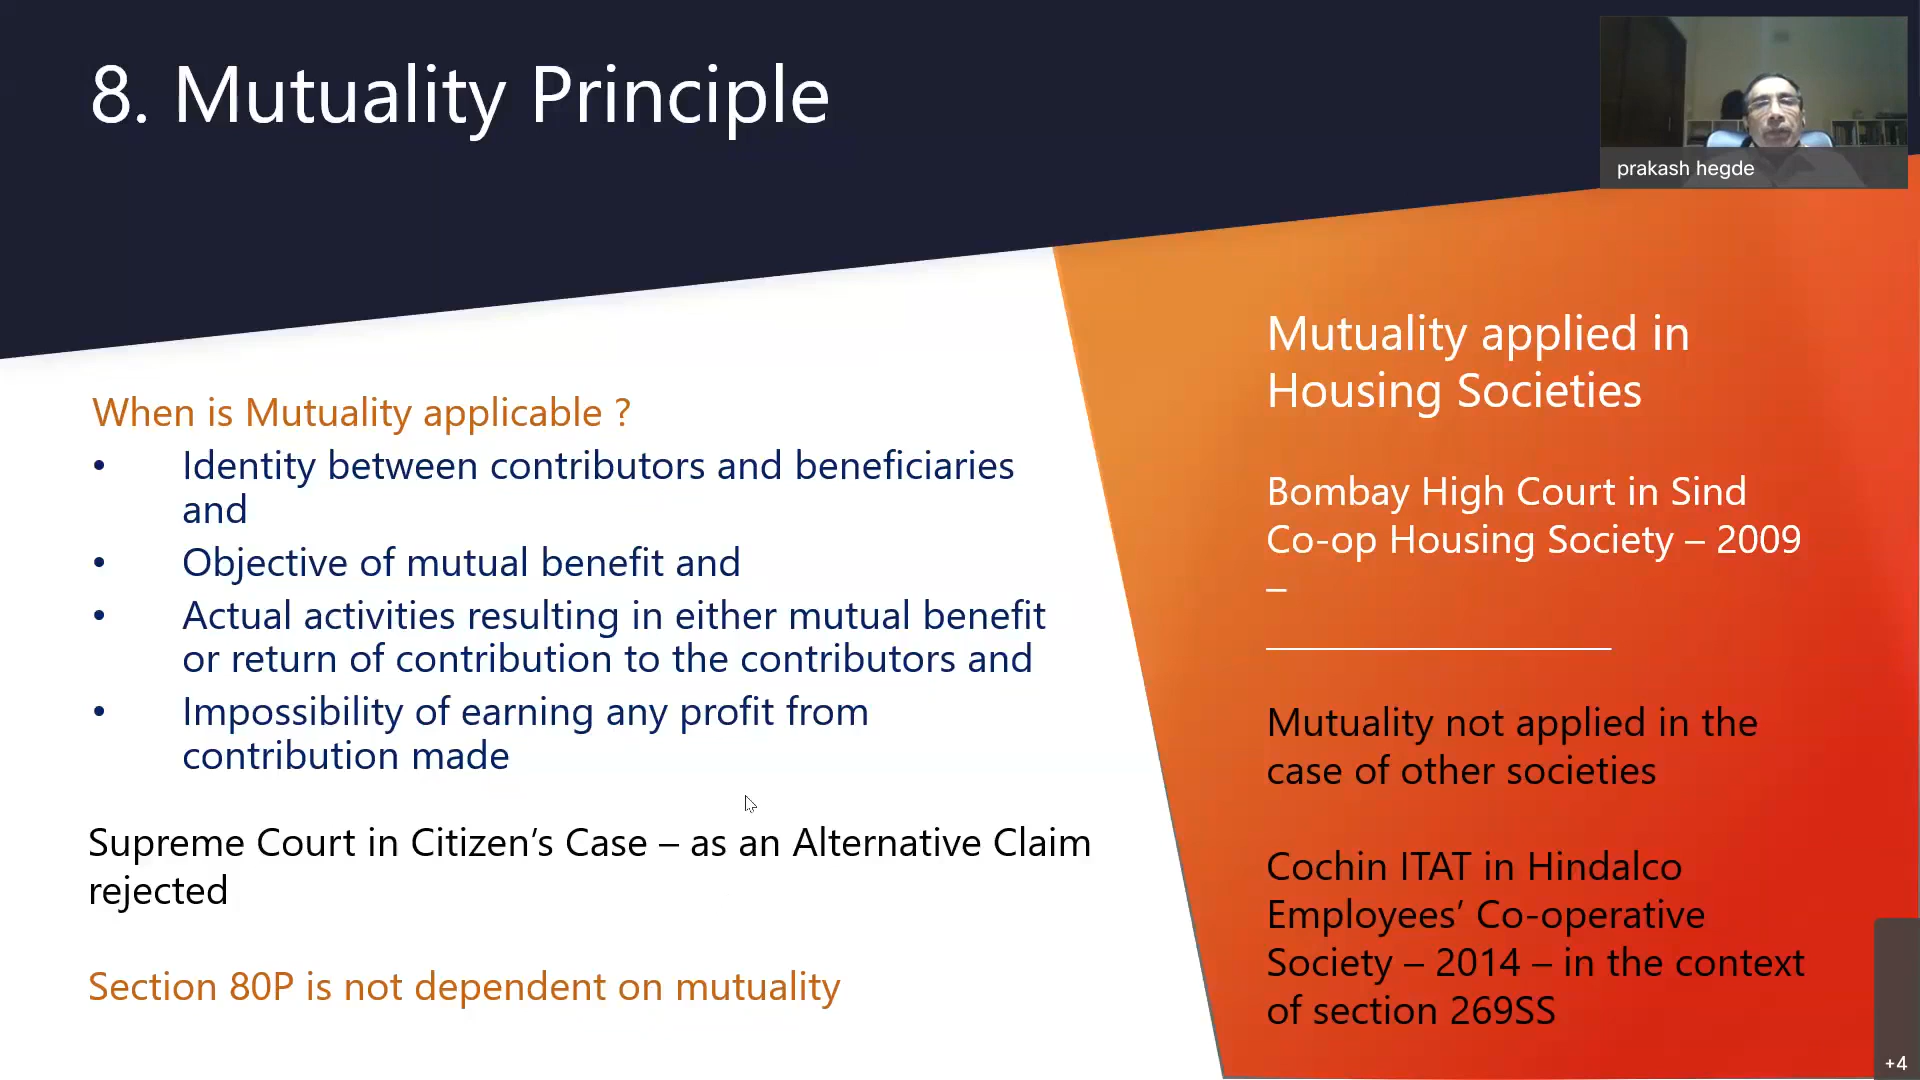 8. Mutuality Principle
prakash hegde
When is Mutuality applicable ?
• Identity between contributors and beneficiaries
and
• Objective of mutual benefit and
• Actual activities resulting in either mutual benefit
or return of contribution to the contributors and
• Impossibility of earning any profit from
contribution made
Supreme Court in Citizen’s Case – as an Alternative Claim
rejected
Section 80P is not dependent on mutuality
Mutuality applied in
Housing Societies
Bombay High Court in Sind
Co-op Housing Society – 2009
–
Mutuality not applied in the
case of other societies
Cochin ITAT in Hindalco
Employees’ Co-operative
Society – 2014 – in the context
of section 269SS
+4